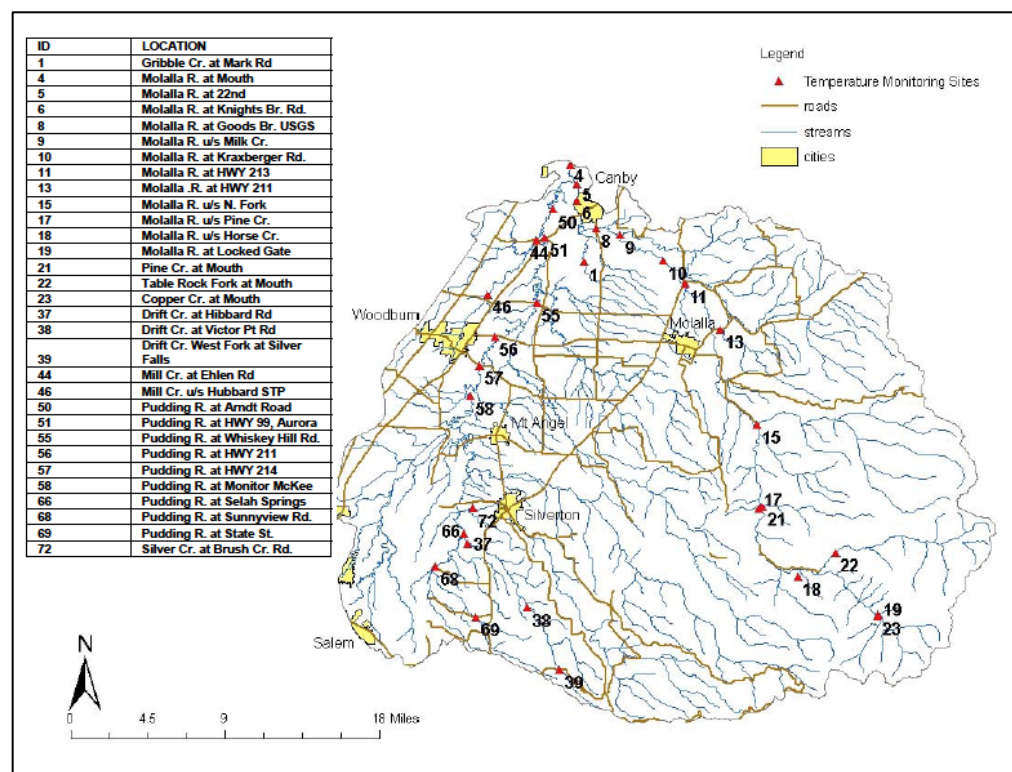 ID LOCATION
1 Gribble Cr. at Mark Rd
4 Molalla R. at Mouth
5 Molalla R. at 22nd
6 Molalla R. at Knights Br. Rd.
8 Molalla R. at Goods Br. USGS
9 Molalla R. u/s Milk Cr.
10 Molalla R. at Kraxberger Rd.
11 Molalla R. at HWY 213
13 Molalla .R. at HWY 211
15 Molalla R. u/s N. Fork
17 Molalla R. u/s Pine Cr.
18 Molalla R. u/s Horse Cr.
19 Molalla R. at Locked Gate
21 Pine Cr. at Mouth
22 Table Rock Fork at Mouth
23 Copper Cr. at Mouth
37 Drift Cr. at Hibbard Rd
38 Drift Cr. at Victor Pt Rd
39 Drift Cr. West Fork at Silver
Falls
44 Mill Cr. at Ehlen Rd
46 Mill Cr. u/s Hubbard STP
50 Pudding R. at Arndt Road
51 Pudding R. at HWY 99, Aurora
55 Pudding R. at Whiskey Hill Rd.
56 Pudding R. at HWY 211
57 Pudding R. at HWY 214
58 Pudding R. at Monitor McKee
66 Pudding R. at Selah Springs
68 Pudding R. at Sunnyview Rd.
69 Pudding R. at State St.
72 Silver Cr. at Brush Cr. Rd.
Legend
Temperature Monitoring Sites
roads
streams
cities
4 Canby
5
6
50
8
9
44 51
1
10
11
46
55
Woodburn
Molalla
13
56
57
58
Mt Angel
15
17
21
72 Silverton
66
37
22
68
18
38
19
23
69
Salem
39
N
0 4.5 9 18 Miles